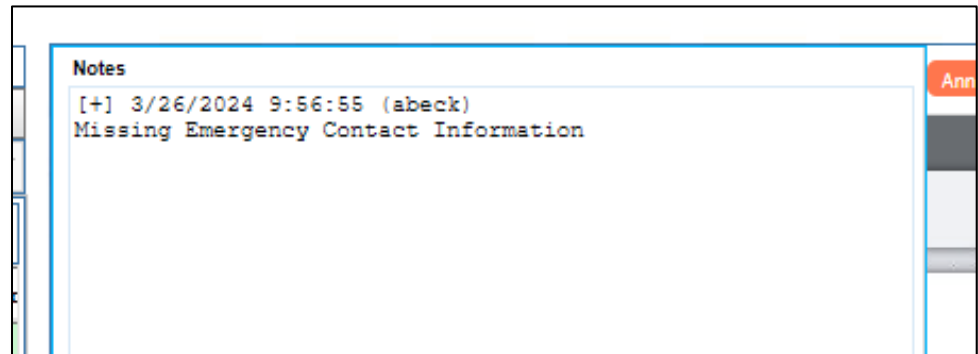 Notes
Ann
[+] 3/26/2024 9:56:55 (abeck)
Missing Emergency Contact Information